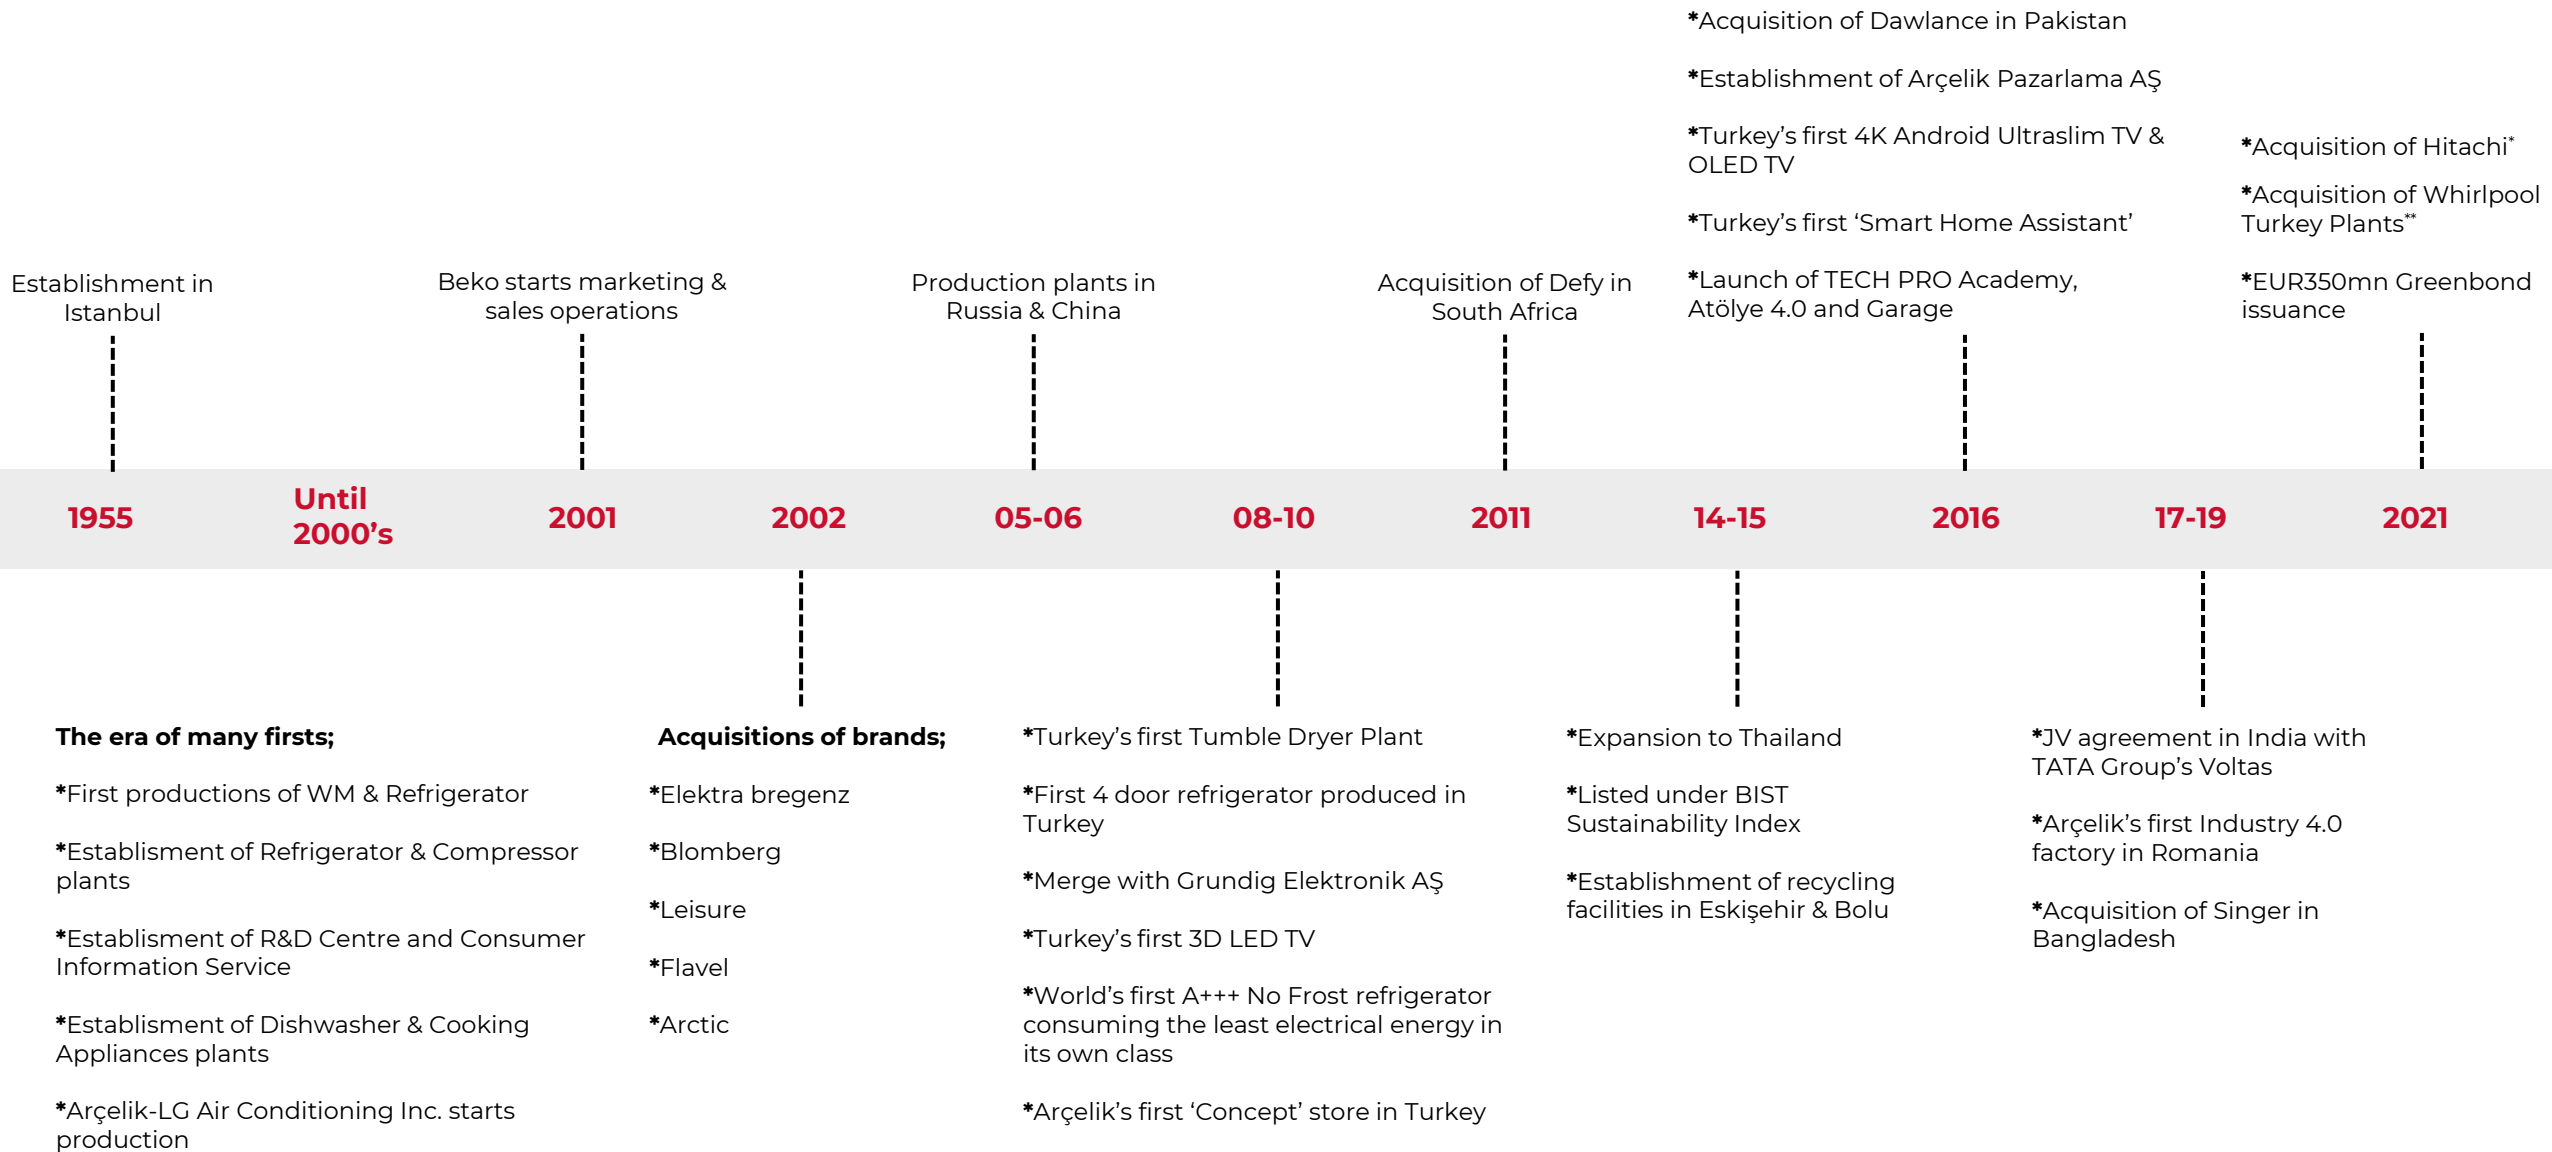 *Acquisition of Dawlance in Pakistan
*Establishment of Arçelik Pazarlama AŞ
*Turkey’s first 4K Android Ultraslim TV &
OLED TV
*Turkey’s first ‘Smart Home Assistant’
*Launch of TECH PRO Academy,
Atölye 4.0 and Garage
*Acquisition of Hitachi*
*Acquisition of Whirlpool
Turkey Plants**
*EUR350mn Greenbond
issuance
Establishment in
Istanbul
Beko starts marketing &
sales operations
Production plants in
Russia & China
Acquisition of Defy in
South Africa
1955
Until
2000’s
2001
2002
05-06
08-10
2011
14-15
2016
17-19
2021
The era of many firsts;
*First productions of WM & Refrigerator
*Establisment of Refrigerator & Compressor
plants
*Establisment of R&D Centre and Consumer
Information Service
*Establisment of Dishwasher & Cooking
Appliances plants
*Arçelik-LG Air Conditioning Inc. starts
production
Acquisitions of brands;
*Elektra bregenz
*Blomberg
*Leisure
*Flavel
*Arctic
*Turkey’s first Tumble Dryer Plant
*First 4 door refrigerator produced in
Turkey
*Merge with Grundig Elektronik AŞ
*Turkey’s first 3D LED TV
*World’s first A+++ No Frost refrigerator
consuming the least electrical energy in
its own class
*Arçelik’s first ‘Concept’ store in Turkey
*Expansion to Thailand
*Listed under BIST
Sustainability Index
*Establishment of recycling
facilities in Eskişehir & Bolu
*JV agreement in India with
TATA Group’s Voltas
*Arçelik’s first Industry 4.0
factory in Romania
*Acquisition of Singer in
Bangladesh